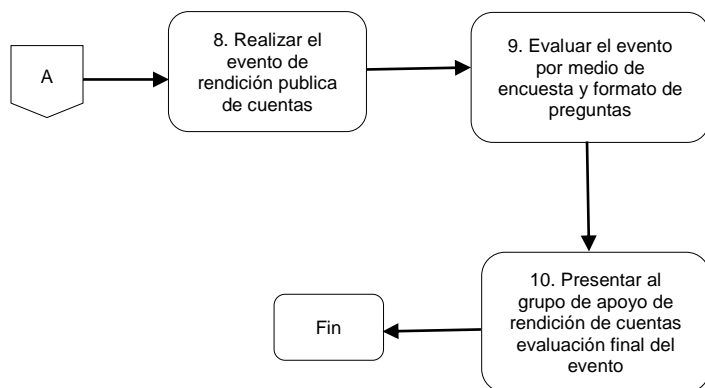 A
8. Realizar el
evento de
rendición publica
de cuentas
9. Evaluar el evento
por medio de
encuesta y formato de
preguntas
10. Presentar al
grupo de apoyo de
rendición de cuentas
evaluación final del
evento
Fin